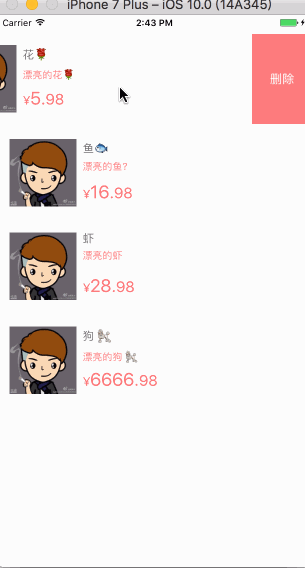 iPhone 7 Plus – iOS 10.0 (14A345)
Carrier 2:43 PM
花🌹
漂亮的花🌹
¥5.98
删除
鱼🐟
漂亮的鱼?
¥16.98
虾
漂亮的虾
¥28.98
狗🐩
漂亮的狗🐩
¥6666.98